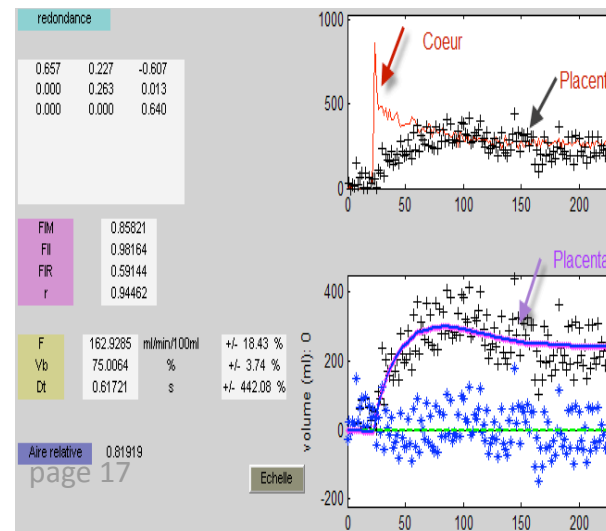 redondance
0.657 0.227 -0.607
0.000 0.263 0.013
0.000 0.000 0.640
FIM 0.85821
FII 0.98164
FIR 0.59144
r 0.94462
F 162.9285 ml/min/100ml +/- 18.43 %
Vb 75.0064 % +/- 3.74 %
Dt 0.61721 s +/- 442.08 %
Aire relative 0.81919
page 17
Echelle
1000
500
0
0 50 100 150 200
Coeur
Placent
volume (ml): 0
400
200
0
-200
0 50 100 150 200
Placenta